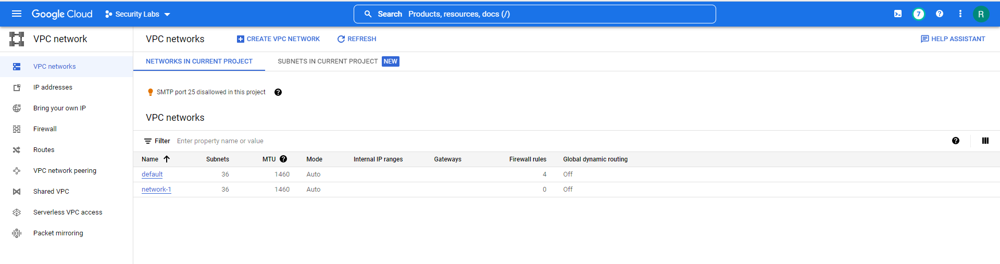 Google Cloud Security Labs Search Products, resources, docs (/) 7 R
VPC network
VPC networks CREATE VPC NETWORK REFRESH HELP ASSISTANT
VPC networks
IP addresses
Bring your own IP
Firewall
Routes
VPC network peering
Shared VPC
Serverless VPC access
Packet mirroring
NETWORKS IN CURRENT PROJECT SUBNETS IN CURRENT PROJECT NEW
SMTP port 25 disallowed in this project
VPC networks
Filter Enter property name or value
Name Subnets MTU Mode Internal IP ranges Gateways Firewall rules Global dynamic routing
default 36 1460 Auto 4 Off
network-1 36 1460 Auto 0 Off